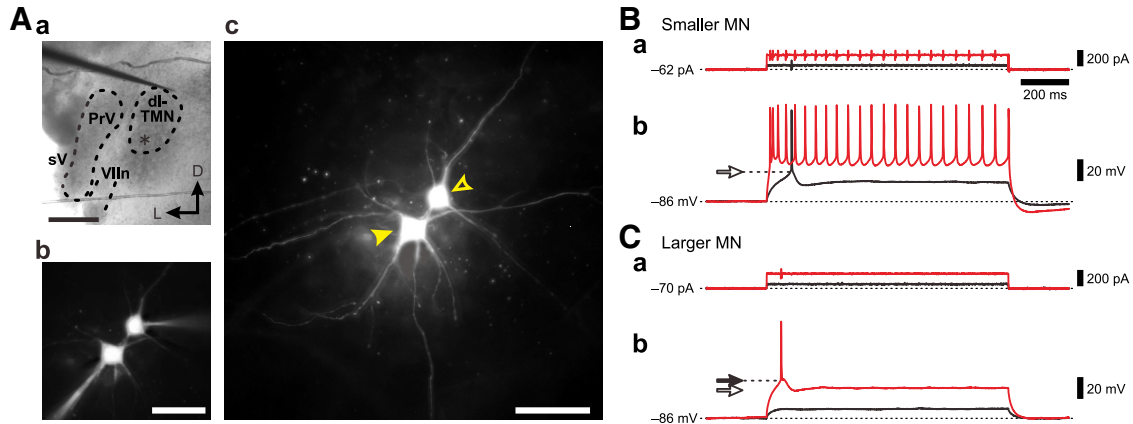 A
a
PrV
dl-
TMN
*
sV
VIIn
D
L
b
c
B Smaller MN
a
–62 pA
200 pA
200 ms
b
–86 mV
20 mV
C Larger MN
a
–70 pA
200 pA
b
–86 mV
20 mV